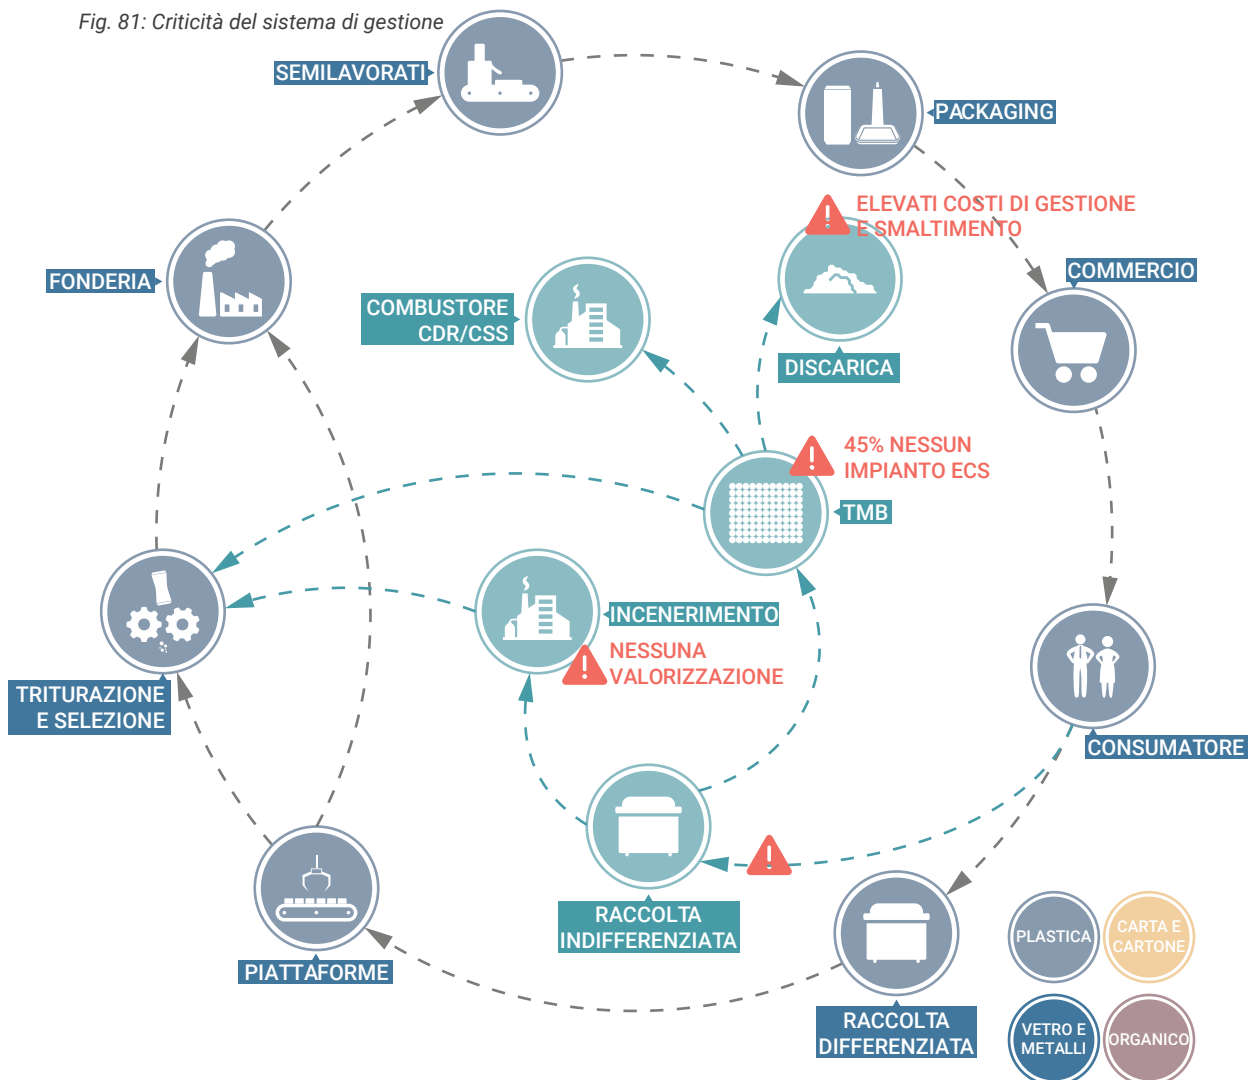 Fig. 81: Criticità del sistema di gestione
SEMILAVORATI
PACKAGING
ELEVATI COSTI DI GESTIONE
E SMALTIMENTO
COMMERCIO
FONDERIA
COMBUSTORE
CDR/CSS
DISCARICA
45% NESSUN
IMPIANTO ECS
TMB
INCENERIMENTO
NESSUNA
VALORIZZAZIONE
TRITURAZIONE
E SELEZIONE
CONSUMATORE
RACCOLTA
INDIFFERENZIATA
PIATTAFORME
RACCOLTA
DIFFERENZIATA
PLASTICA
CARTA E
CARTONE
VETRO E
METALLI
ORGANICO